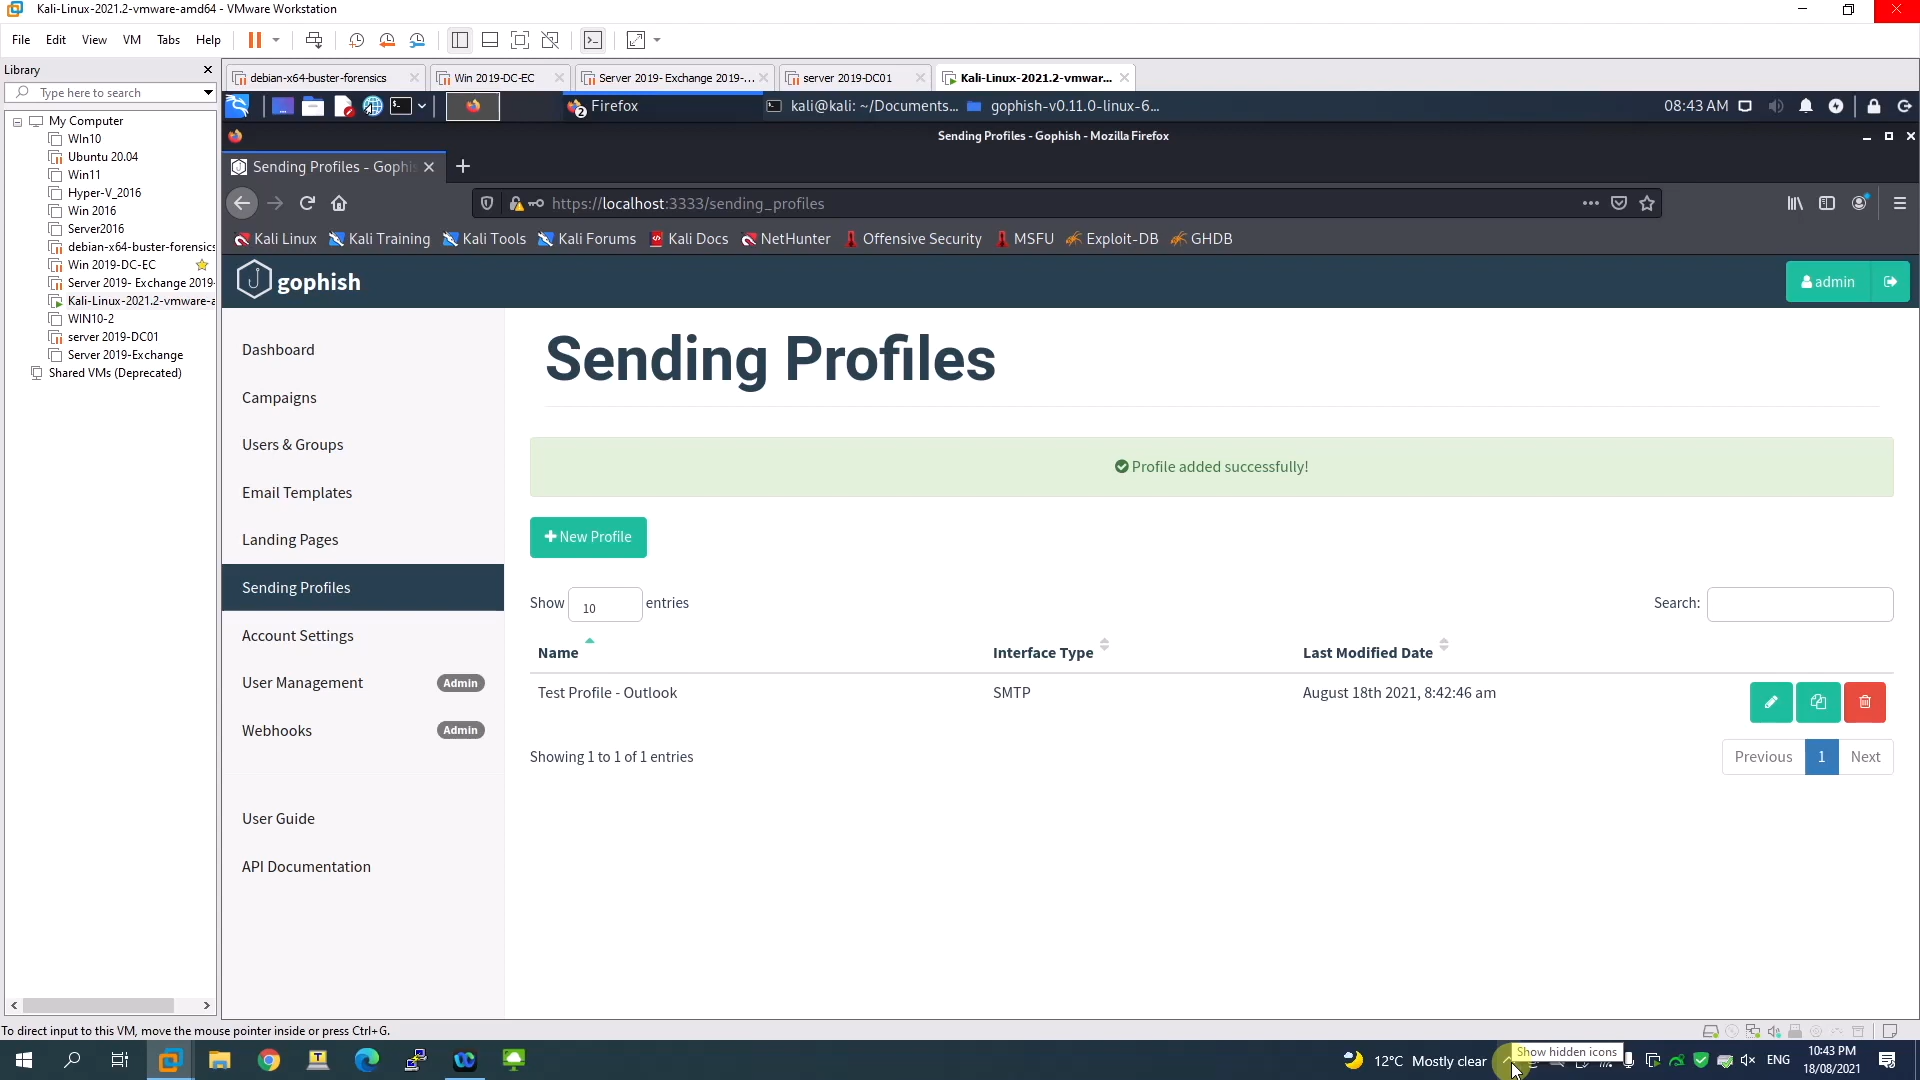 Kali-Linux-2021.2-vmware-amd64 - VMware Workstation
File Edit View VM Tabs Help
Library
Type here to search
My Computer
WIn10
Ubuntu 20.04
Win11
Hyper-V_2016
Win 2016
Server2016
debian-x64-buster-forensics
Win 2019-DC-EC
Server 2019- Exchange 2019-
Kali-Linux-2021.2-vmware-a
WIN10-2
server 2019-DC01
Server 2019-Exchange
Shared VMs (Deprecated)
debian-x64-buster-forensics
Win 2019-DC-EC
Server 2019- Exchange 2019-...
server 2019-DC01
Kali-Linux-2021.2-vmwar...
2 Firefox
kali@kali: ~/Documents...
gophish-v0.11.0-linux-6...
08:43 AM
Sending Profiles - Gophish - Mozilla Firefox
Sending Profiles - Gophis
https://localhost:3333/sending_profiles
Kali Linux Kali Training Kali Tools Kali Forums Kali Docs NetHunter Offensive Security MSFU Exploit-DB GHDB
gophish
admin
Dashboard
Campaigns
Users & Groups
Email Templates
Landing Pages
Sending Profiles
Account Settings
User Management Admin
Webhooks Admin
User Guide
API Documentation
Sending Profiles
Profile added successfully!
New Profile
Show 10 entries
Search:
Name Interface Type Last Modified Date
Test Profile - Outlook SMTP August 18th 2021, 8:42:46 am
Showing 1 to 1 of 1 entries
Previous 1 Next
To direct input to this VM, move the mouse pointer inside or press Ctrl+G.
12°C Mostly clear
Show hidden icons
ENG
10:43 PM
18/08/2021